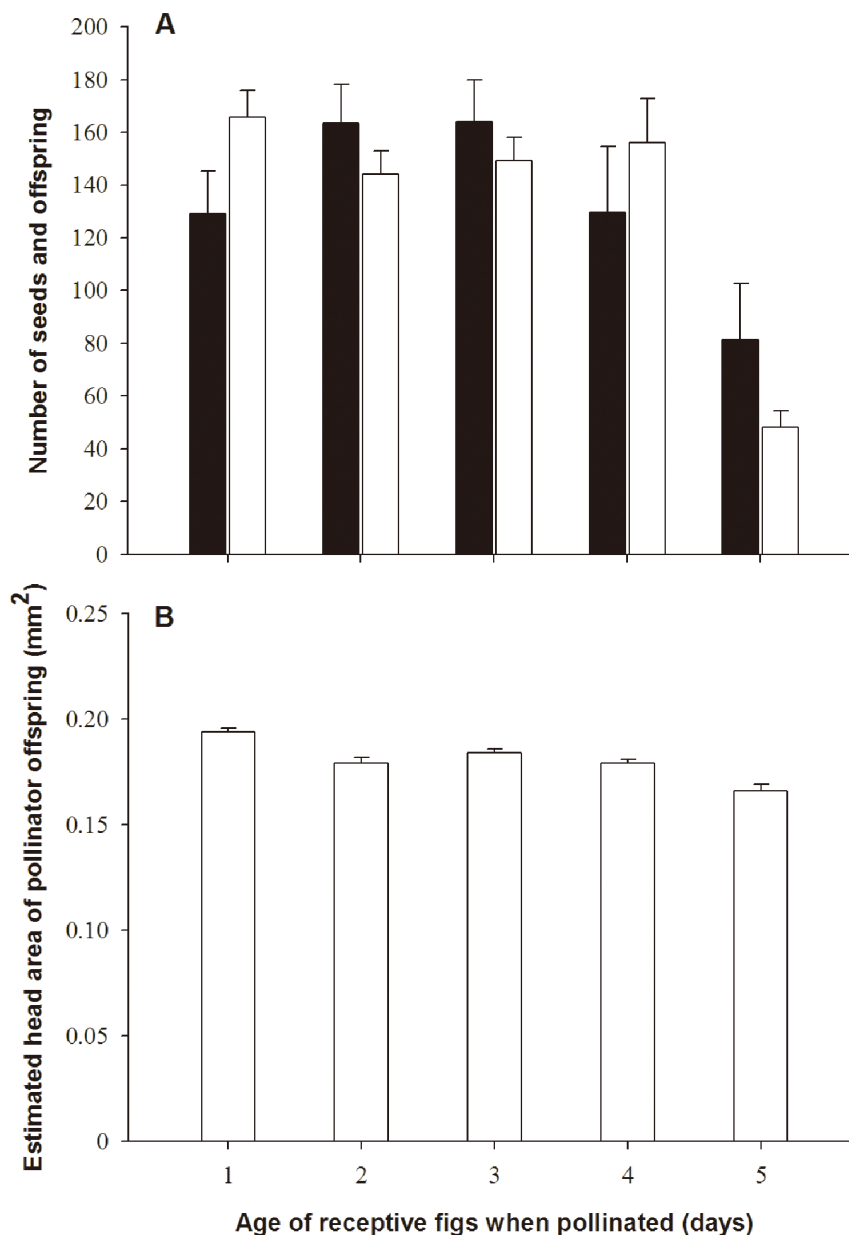 A
Number of seeds and offspring
200
180
160
140
120
100
80
60
40
20
0
B
Estimated head area of pollinator offspring (mm²)
0.25
0.20
0.15
0.10
0.05
0
1 2 3 4 5
Age of receptive figs when pollinated (days)